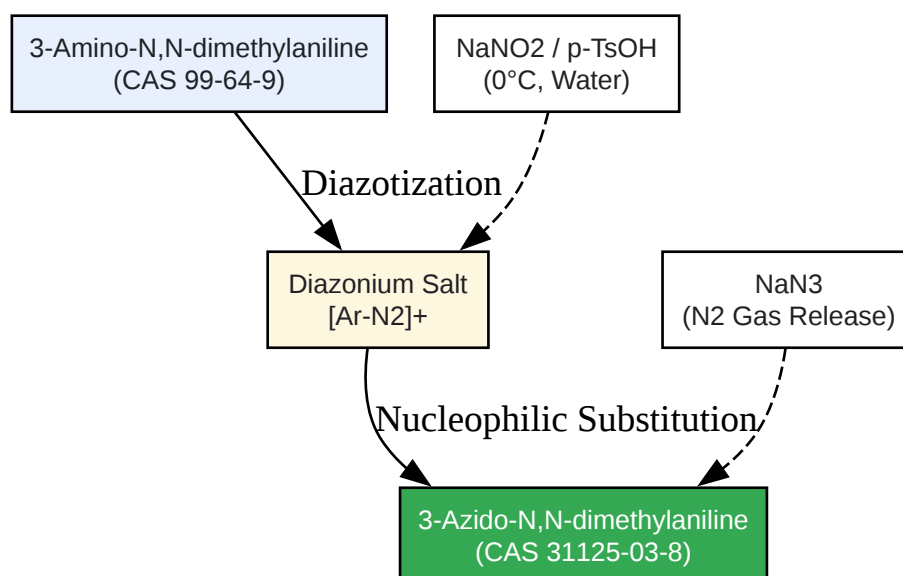 3-Amino-N,N-dimethylaniline
(CAS 99-64-9)
NaNO2 / p-TsOH
(0°C, Water)
Diazotization
Diazonium Salt
[Ar-N2]+
NaN3
(N2 Gas Release)
Nucleophilic Substitution
3-Azido-N,N-dimethylaniline
(CAS 31125-03-8)